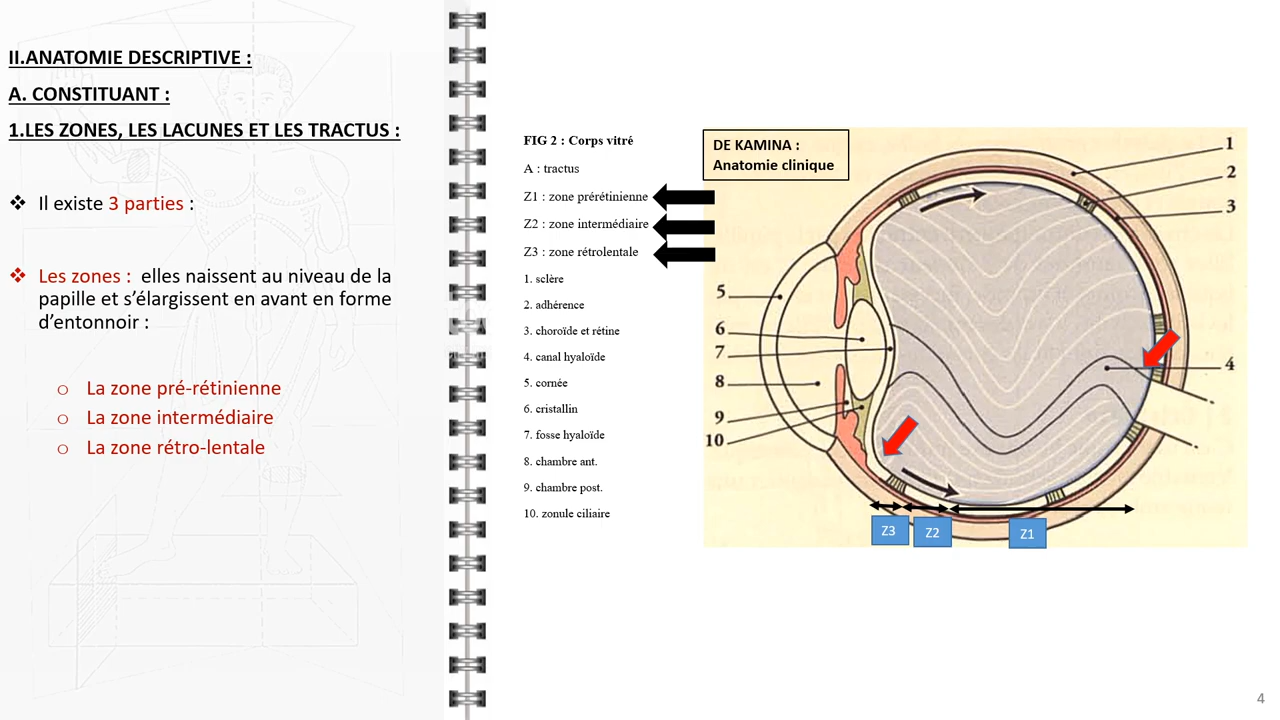 II.ANATOMIE DESCRIPTIVE :
A. CONSTITUANT :
1.LES ZONES, LES LACUNES ET LES TRACTUS :
❖ Il existe 3 parties :
❖ Les zones : elles naissent au niveau de la
papille et s'élargissent en avant en forme
d'entonnoir :
o La zone pré-rétinienne
o La zone intermédiaire
o La zone rétro-lentale
FIG 2 : Corps vitré
A : tractus
Z1 : zone prérétinienne
Z2 : zone intermédiaire
Z3 : zone rétrolentale
1. sclère
2. adhérence
3. choroïde et rétine
4. canal hyaloïde
5. cornée
6. cristallin
7. fosse hyaloïde
8. chambre ant.
9. chambre post.
10. zonule ciliaire
DE KAMINA :
Anatomie clinique
1
2
3
5
6
7
4
8
9
10
Z3
Z2
Z1
4